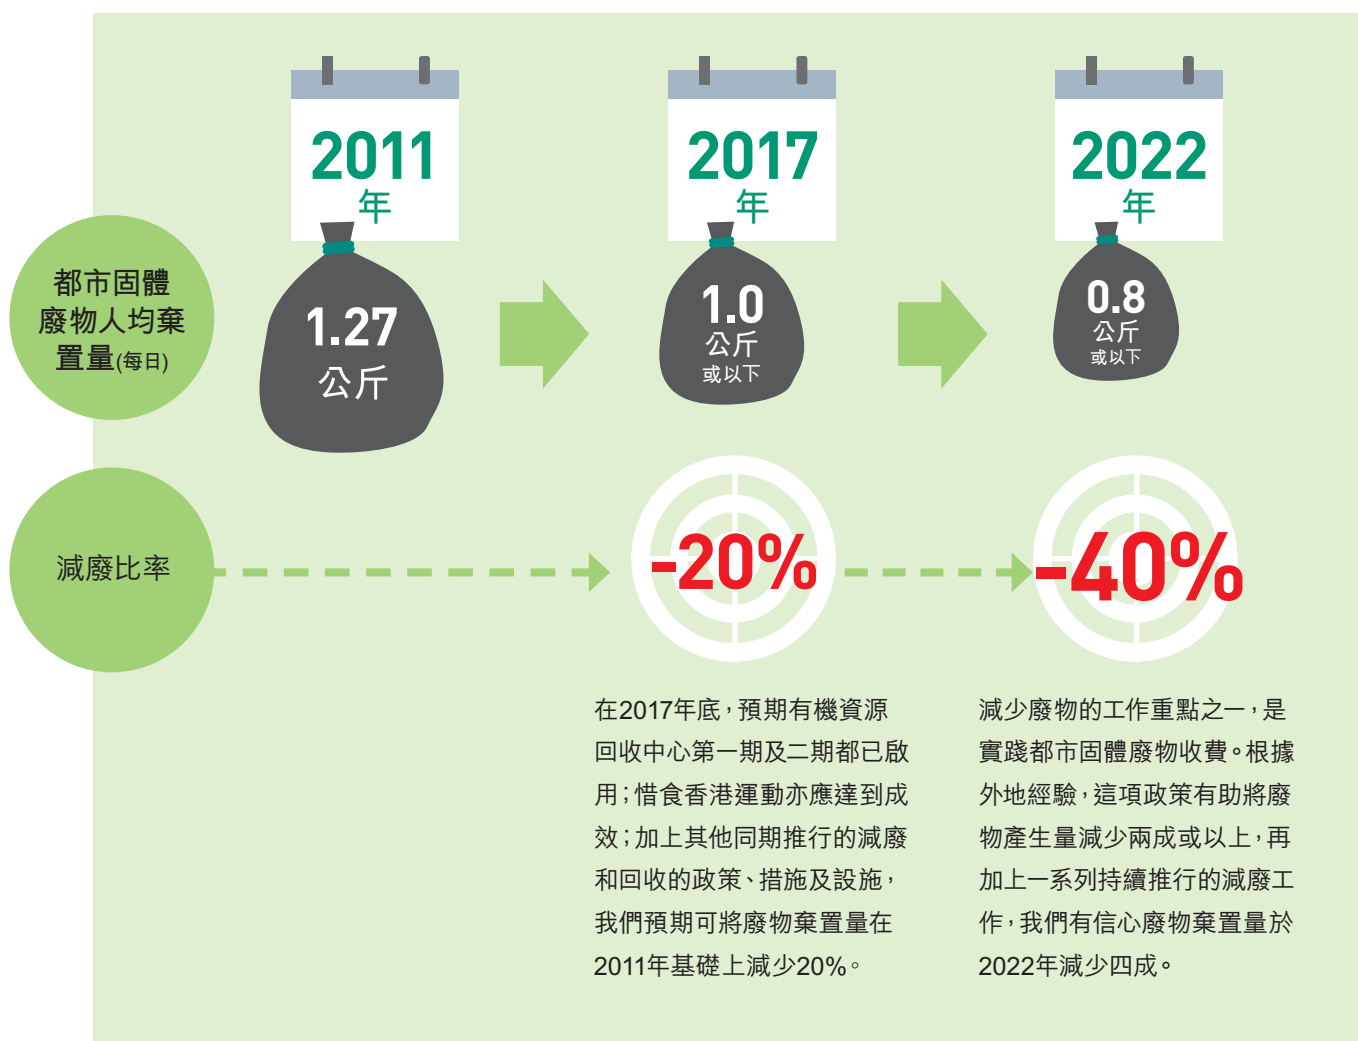 2011
年
2017
年
2022
年
都市固體
廢物人均棄
置量(每日)
1.27
公斤
1.0
公斤
或以下
0.8
公斤
或以下
減廢比率
-20%
-40%
在2017年底，預期有機資源
回收中心第一期及二期都已啟
用；惜食香港運動亦應達到成
效；加上其他同期推行的減廢
和回收的政策、措施及設施，
我們預期可將廢物棄置量在
2011年基礎上減少20%。
減少廢物的工作重點之一，是
實踐都市固體廢物收費。根據
外地經驗，這項政策有助將廢
物產生量減少兩成或以上，再
加上一系列持續推行的減廢工
作，我們有信心廢物棄置量於
2022年減少四成。